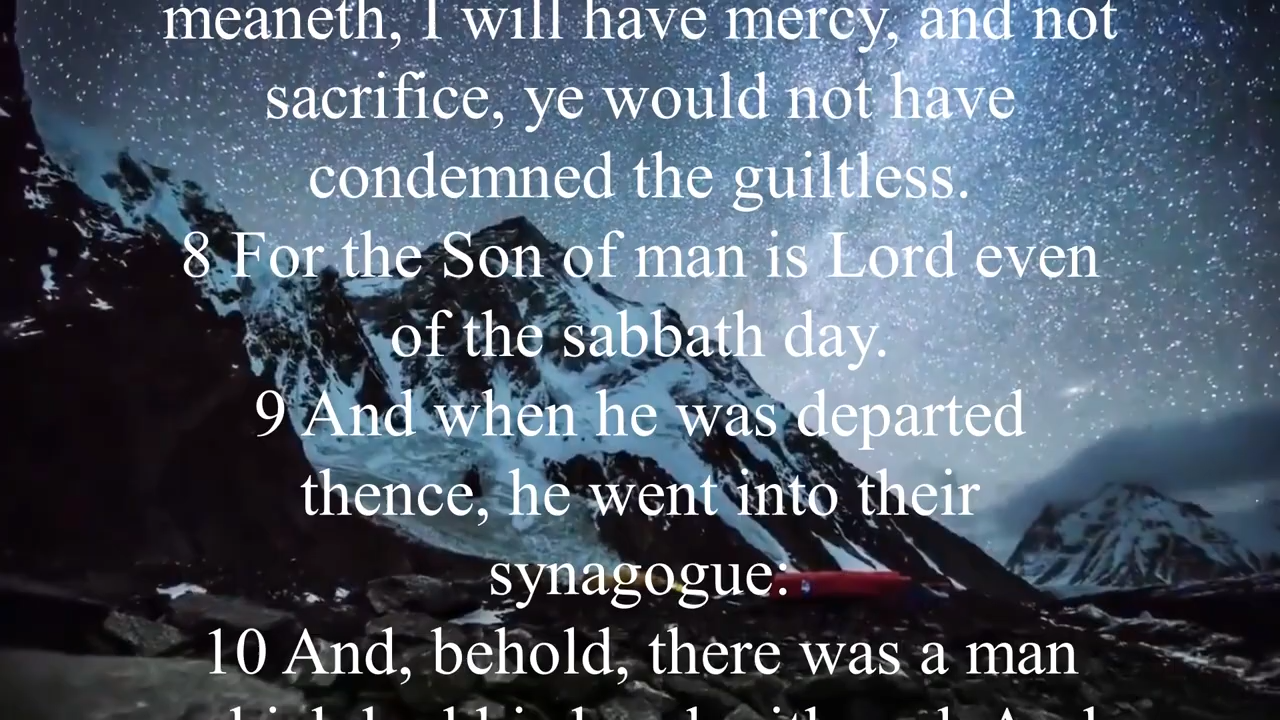 meaneth, I will have mercy, and not
sacrifice, ye would not have
condemned the guiltless.
8 For the Son of man is Lord even
of the sabbath day.
9 And when he was departed
thence, he went into their
synagogue:
10 And, behold, there was a man